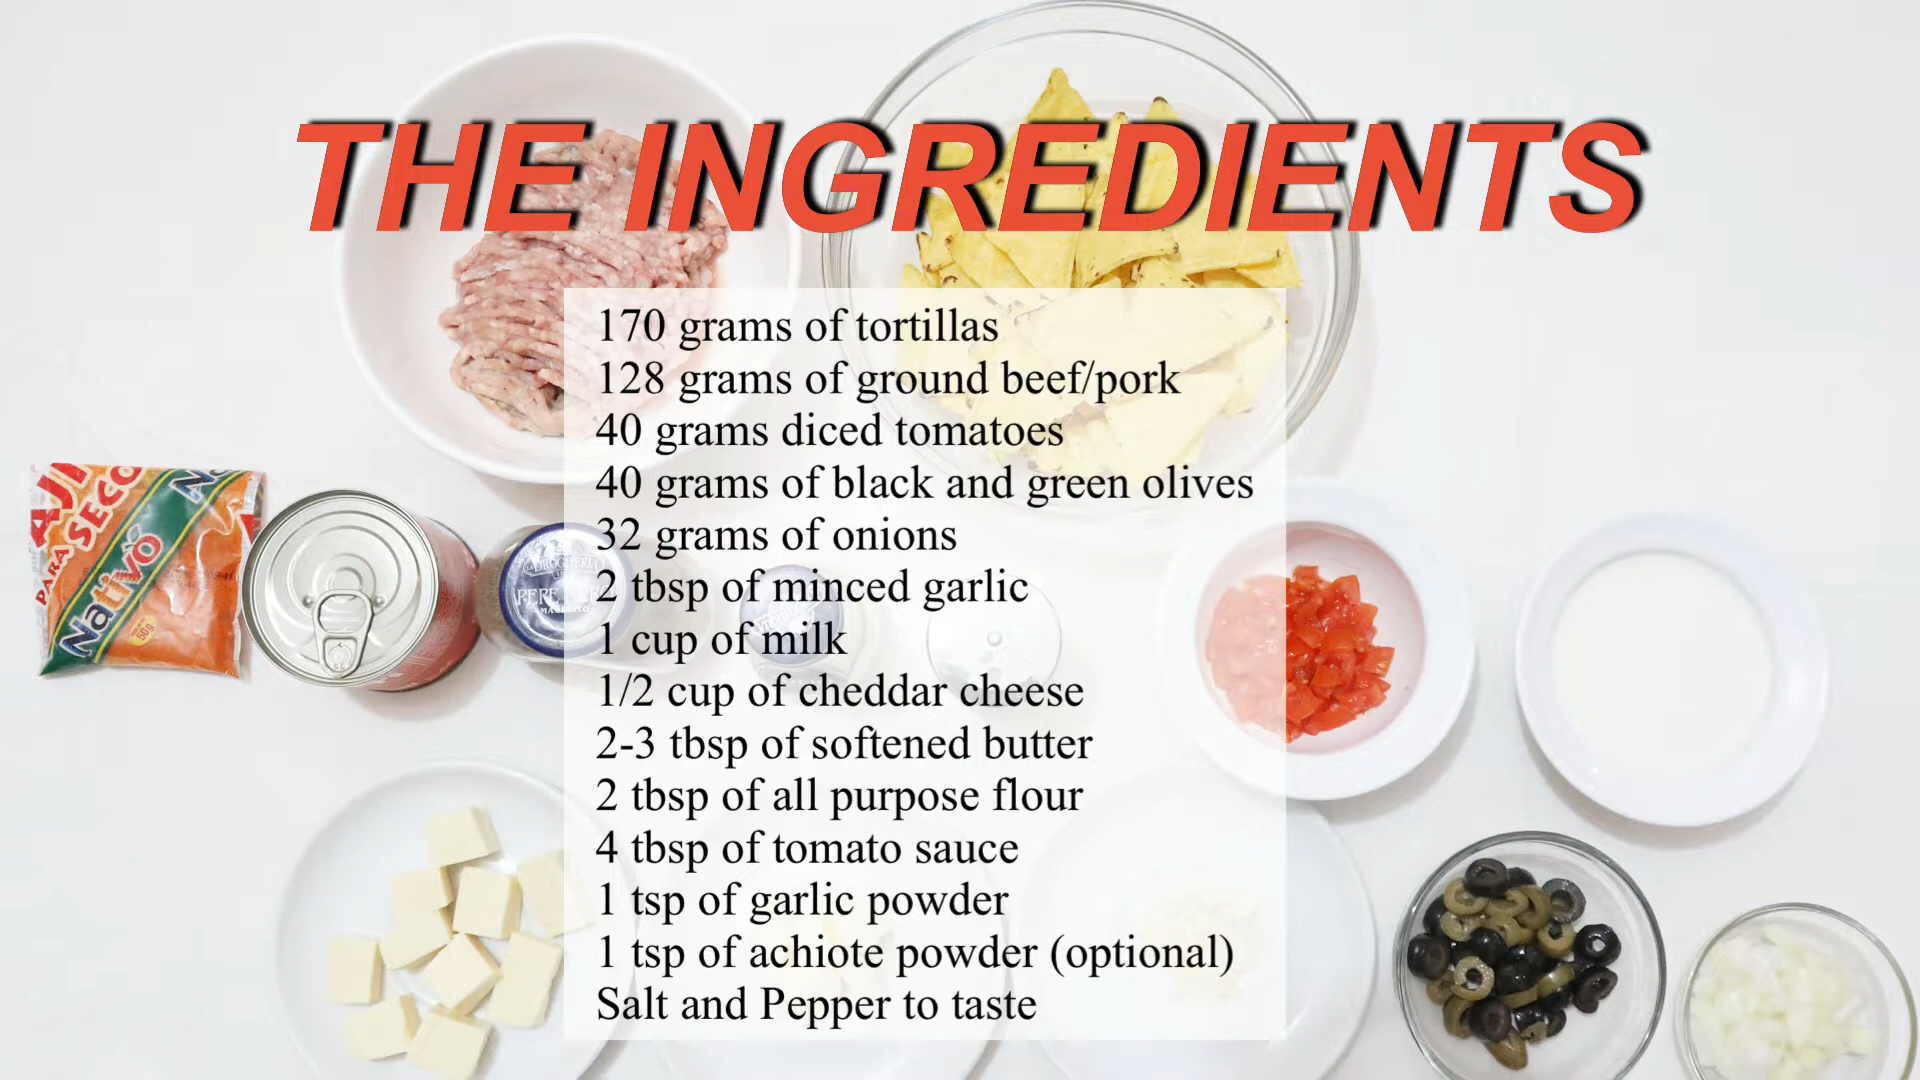 THE INGREDIENTS
170 grams of tortillas
128 grams of ground beef/pork
40 grams diced tomatoes
40 grams of black and green olives
32 grams of onions
2 tbsp of minced garlic
1 cup of milk
1/2 cup of cheddar cheese
2-3 tbsp of softened butter
2 tbsp of all purpose flour
4 tbsp of tomato sauce
1 tsp of garlic powder
1 tsp of achiote powder (optional)
Salt and Pepper to taste
AJI
PARA SECO
Nativo
50g
DROGHERIA